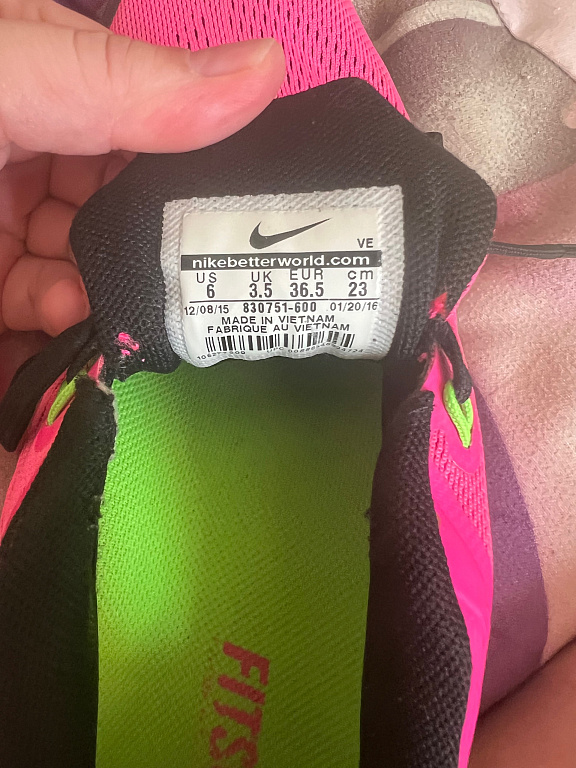 VE
nikebetterworld.com
US UK EUR cm
6 3.5 36.5 23
12/08/15 830751-600 01/20/16
MADE IN VIETNAM
FABRIQUE AU VIETNAM
FITS